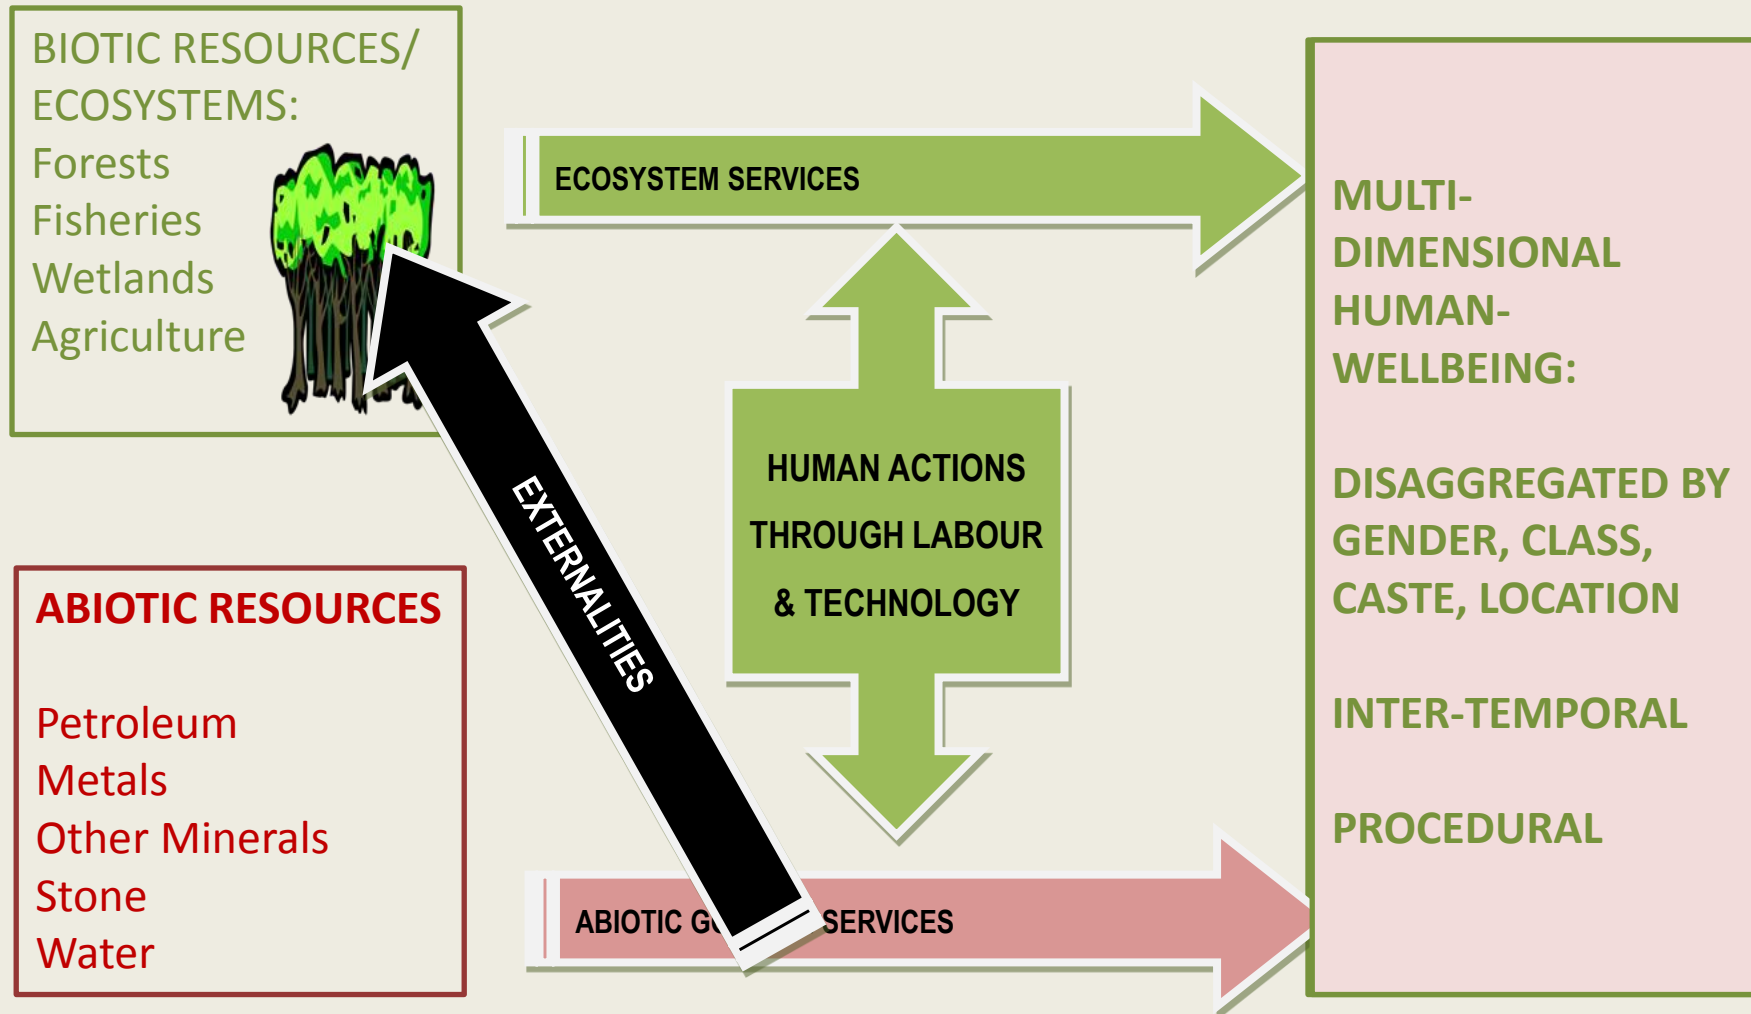 BIOTIC RESOURCES/
ECOSYSTEMS:
Forests
Fisheries
Wetlands
Agriculture
ABIOTIC RESOURCES
Petroleum
Metals
Other Minerals
Stone
Water
ECOSYSTEM SERVICES
HUMAN ACTIONS
THROUGH LABOUR
& TECHNOLOGY
EXTERNALITIES
ABIOTIC SERVICES
MULTI-
DIMENSIONAL
HUMAN-
WELLBEING:
DISAGGREGATED BY
GENDER, CLASS,
CASTE, LOCATION
INTER-TEMPORAL
PROCEDURAL